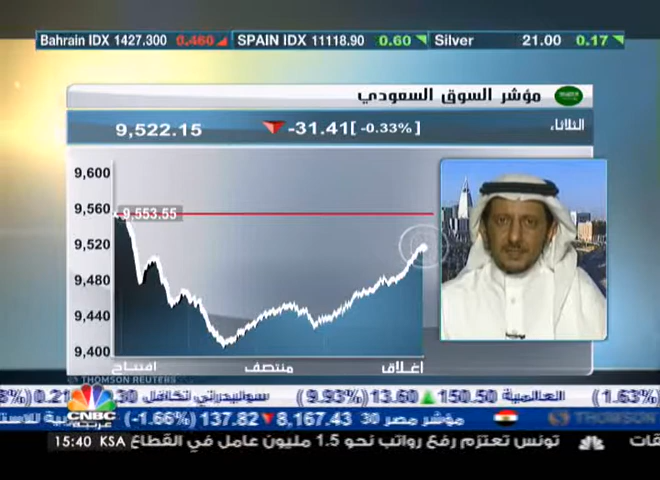 Bahrain IDX 1427.300 0.460 SPAIN IDX 11118.90 0.60 Silver 21.00 0.17
مؤشر السوق السعودي
9,522.15 -31.41[ -0.33%] الثلاثاء
9,600
9,560
9,553.55
9,520
9,480
9,440
9,400
افتتاح منتصف إغلاق
THOMSON REUTERS
العالمية 150.50 13.60 (9.93%) سوليدرتي تكافل
CNBC عربية
مؤشر مصر 30 8,167.43 137.82 (-1.66%)
15:40 KSA تونس تعتزم رفع رواتب نحو 1.5 مليون عامل في القطاع